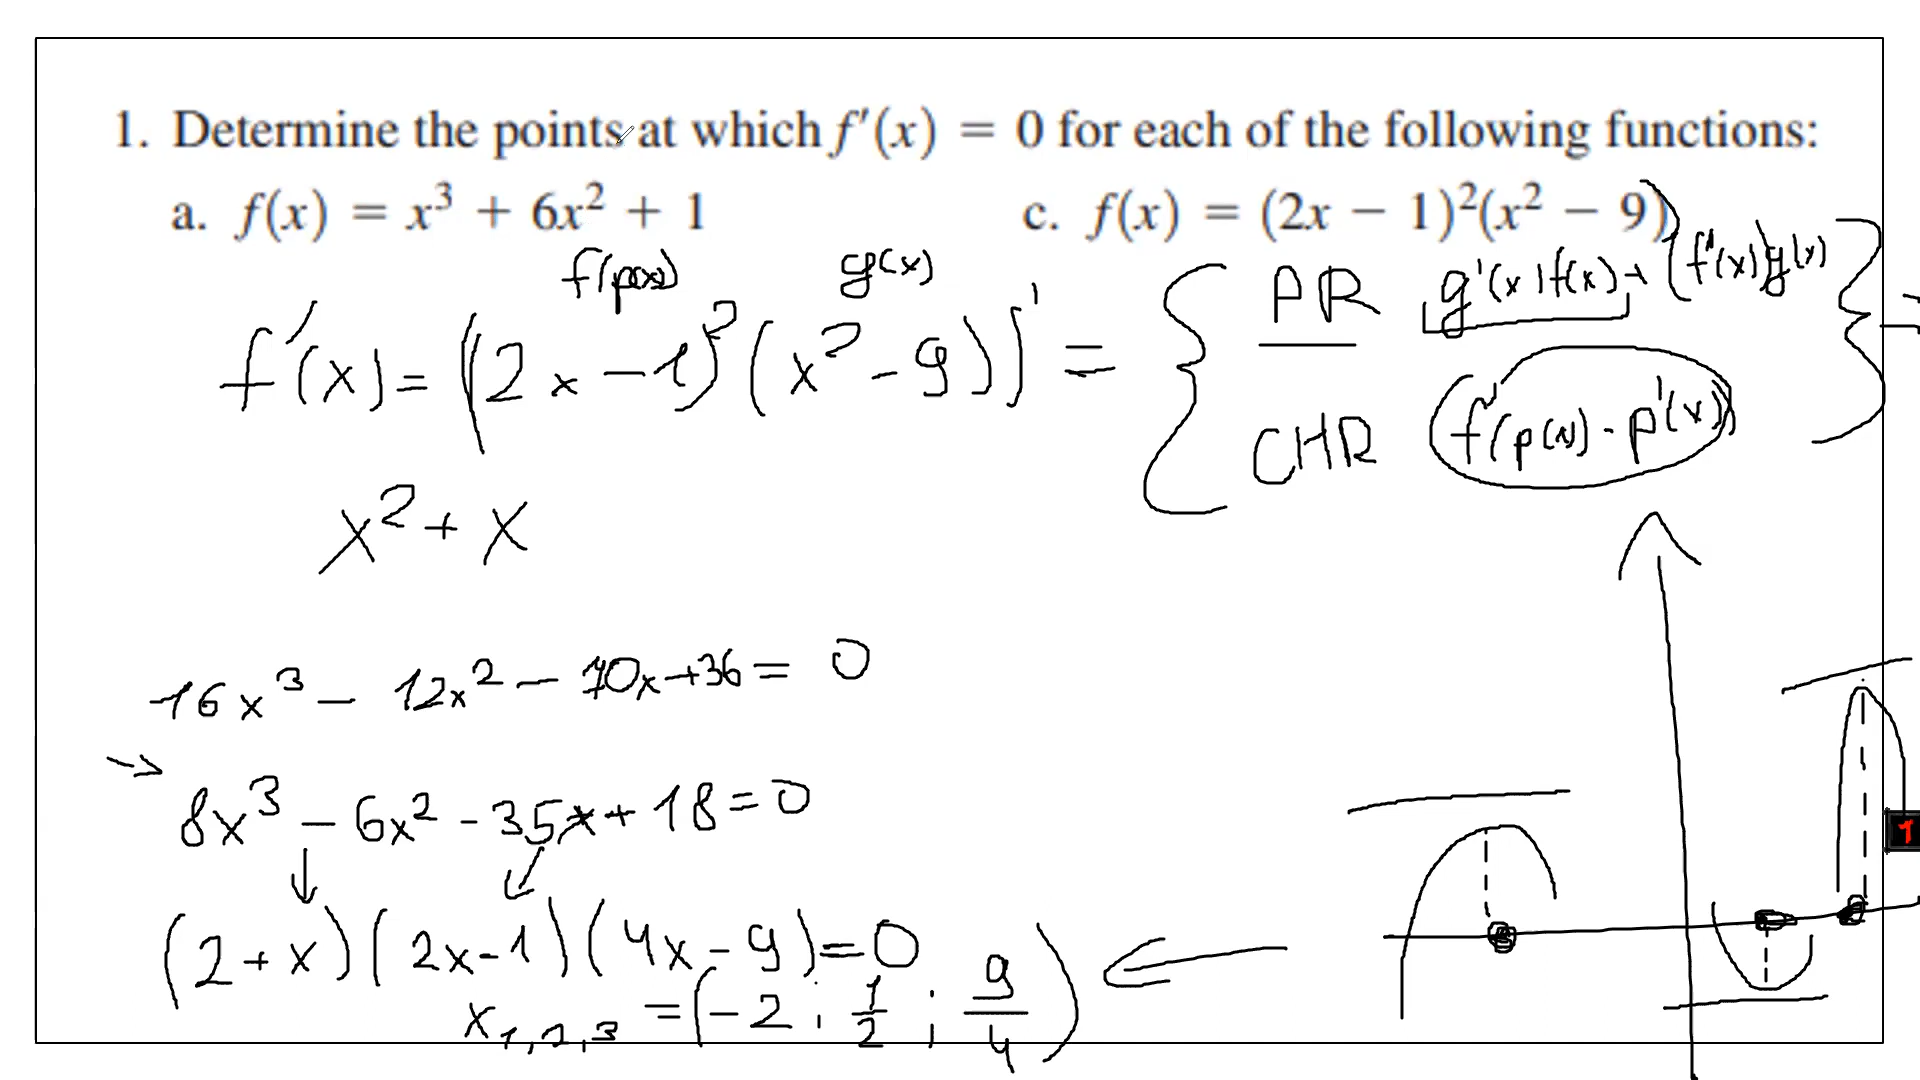 1. Determine the points at which f′(x) = 0 for each of the following functions:
a. f(x) = x³ + 6x² + 1
c. f(x) = (2x − 1)²(x² − 9)
f(p(x)) g(x)
f'(x) = ((2x − 1)² (x² − 9))' =
PR g'(x)f(x) + (f'(x)g(x))
CHR f'(p(x)) · p'(x)
x² + x
16x³ − 12x² − 70x + 36 = 0
→ 8x³ − 6x² − 35x + 18 = 0
(2 + x)(2x − 1)(4x − 9) = 0
x₁,₂,₃ = (−2 ; 1/2 ; 9/4)
1